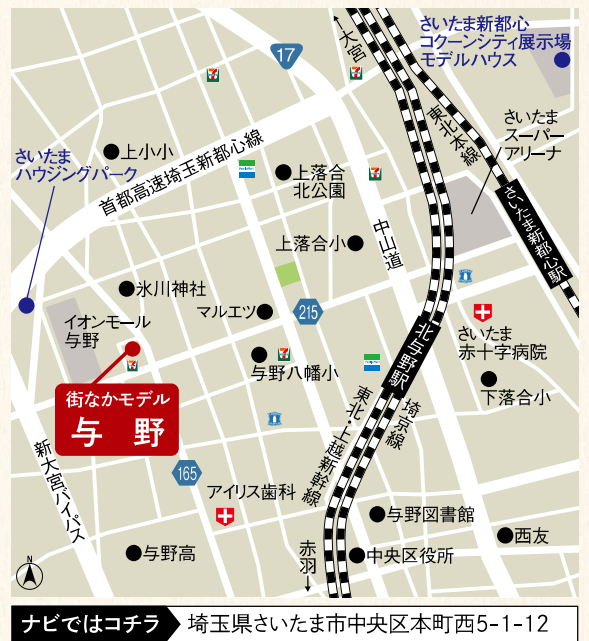 ↑大宮
さいたま新都心
コクーンシティ展示場
モデルハウス
17
東北本線
さいたま
スーパー
アリーナ
さいたま
ハウジングパーク
上小小
首都高速埼玉新都心線
上落合
北公園
中山道
さいたま新都心駅
上落合小
氷川神社
イオンモール
与野
マルエツ
215
北与野駅
さいたま
赤十字病院
与野八幡小
下落合小
街なかモデル
与野
埼京線
東北・上越新幹線
新大宮バイパス
165
アイリス歯科
与野図書館
西友
与野高
赤羽↓
中央区役所
N
ナビではコチラ
埼玉県さいたま市中央区本町西5-1-12